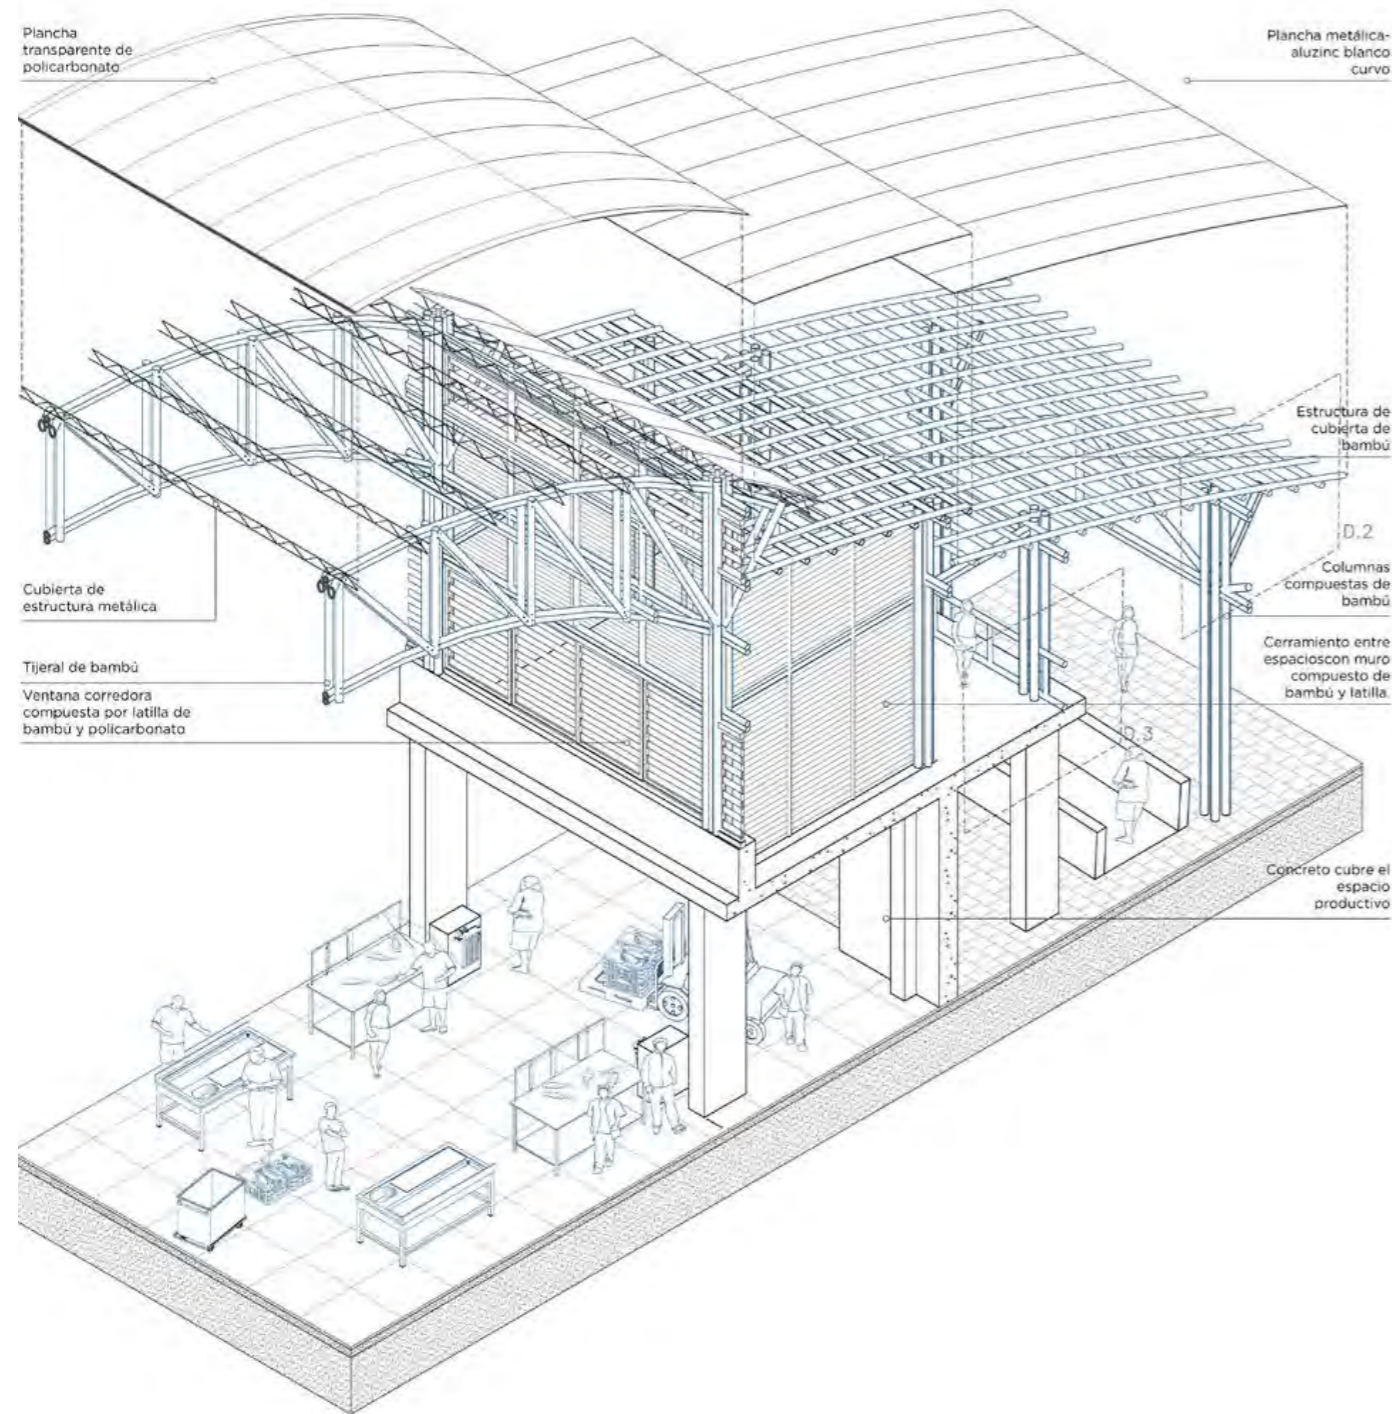 Plancha
transparente de
policarbonato
Plancha metálica-
aluzinc blanco
curvo
Estructura de
cubierta de
bambú
D.2
Cubierta de
estructura metálica
Columnas
compuestas de
bambú
Tijeral de bambú
Ventana corredora
compuesta por latilla de
bambú y policarbonato
Cerramiento entre
espacioscon muro
compuesto de
bambú y latilla.
D.3
Concreto cubre el
espacio
productivo